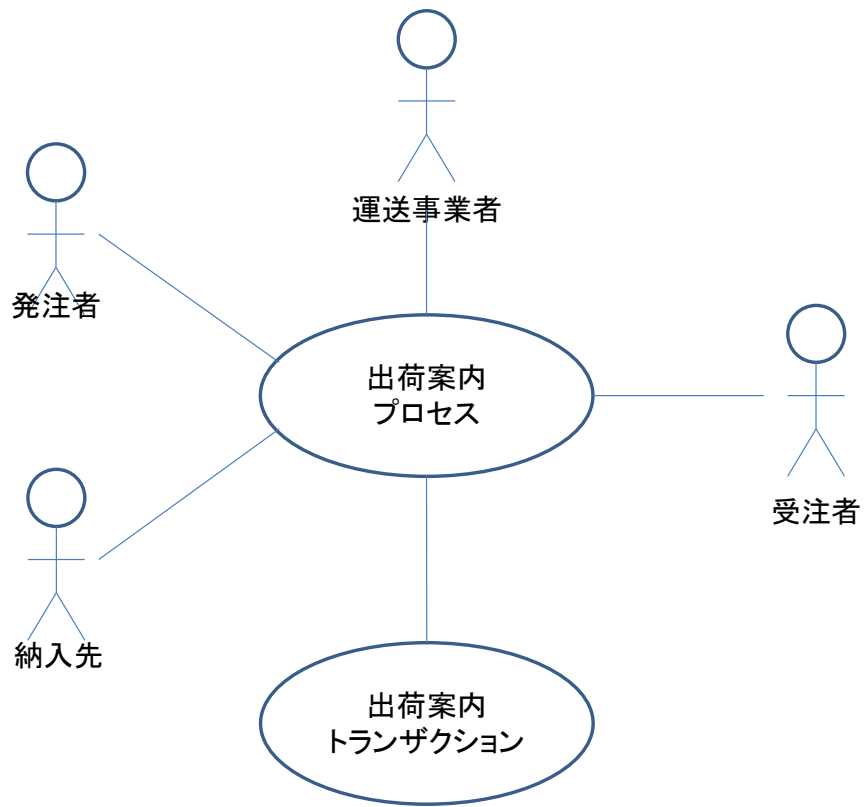 運送事業者
発注者
出荷案内
プロセス
受注者
納入先
出荷案内
トランザクション